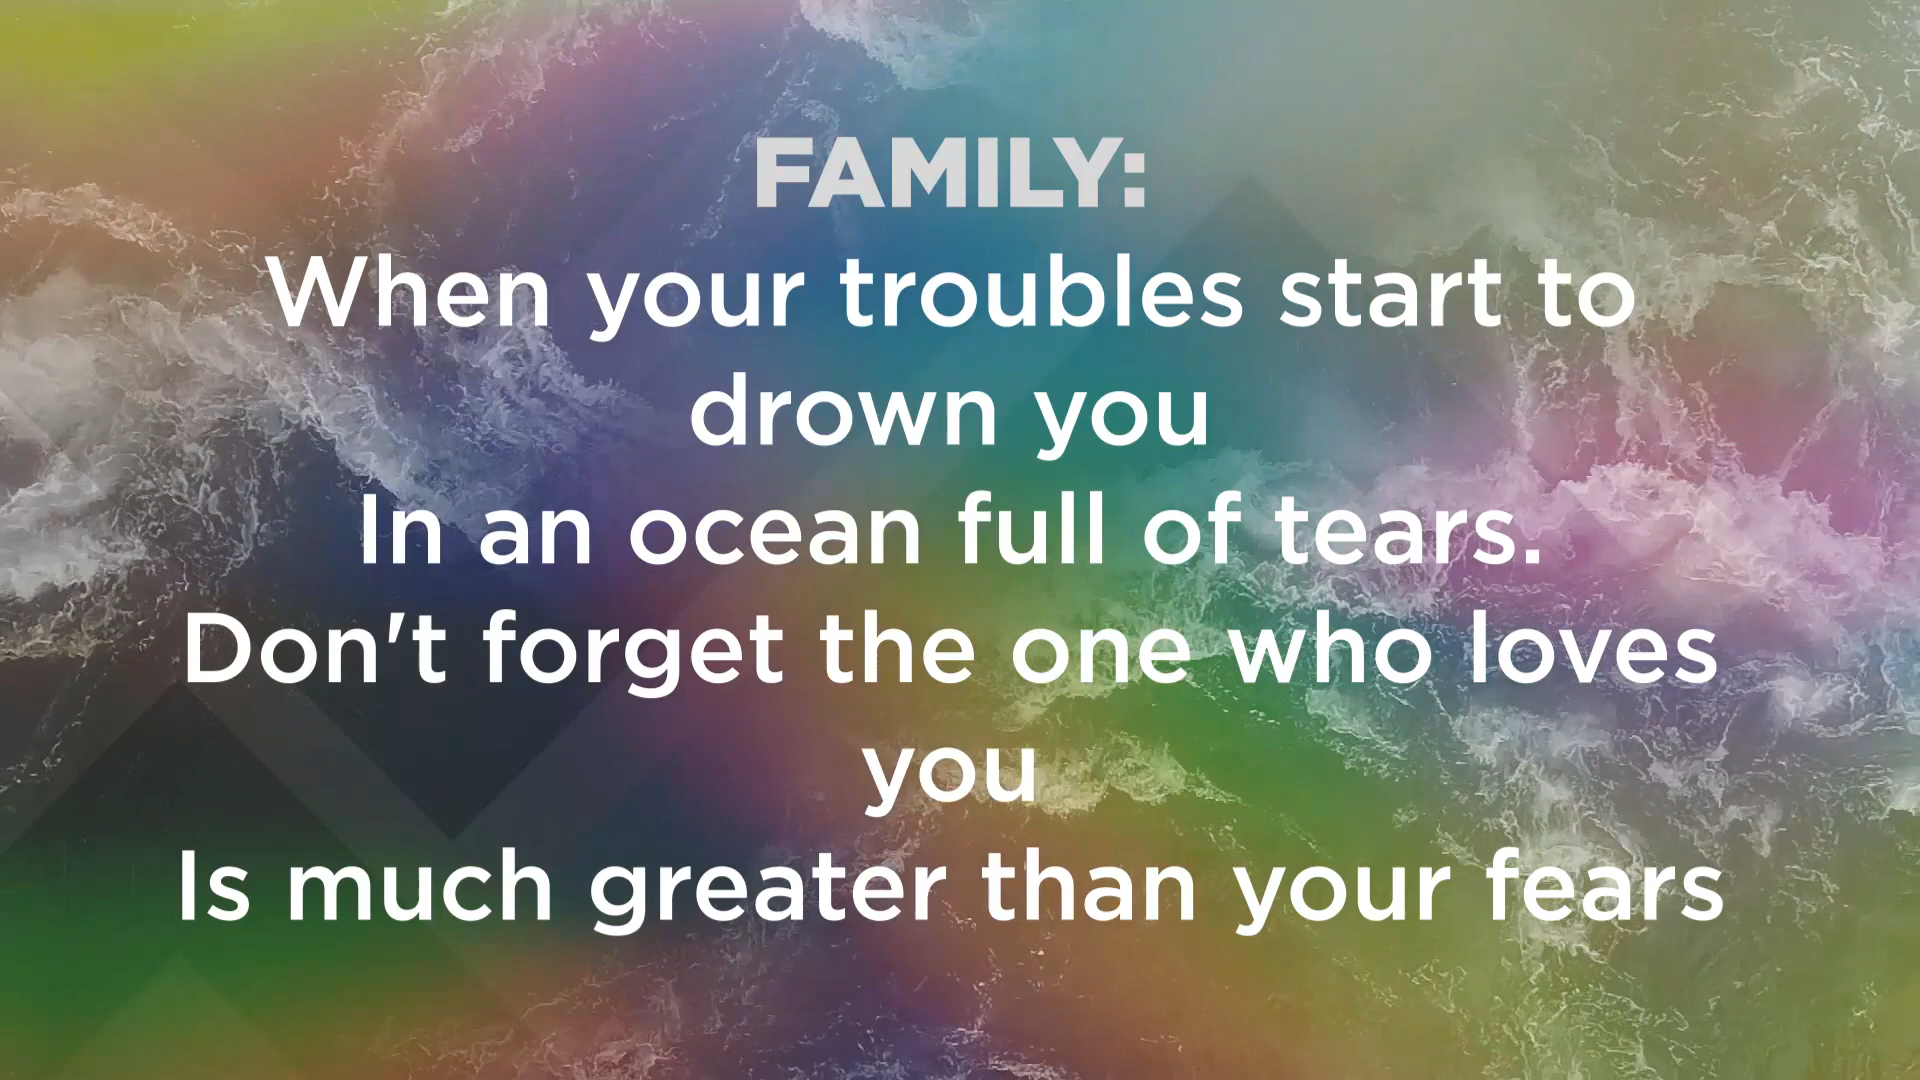 FAMILY:
When your troubles start to
drown you
In an ocean full of tears.
Don't forget the one who loves
you
Is much greater than your fears